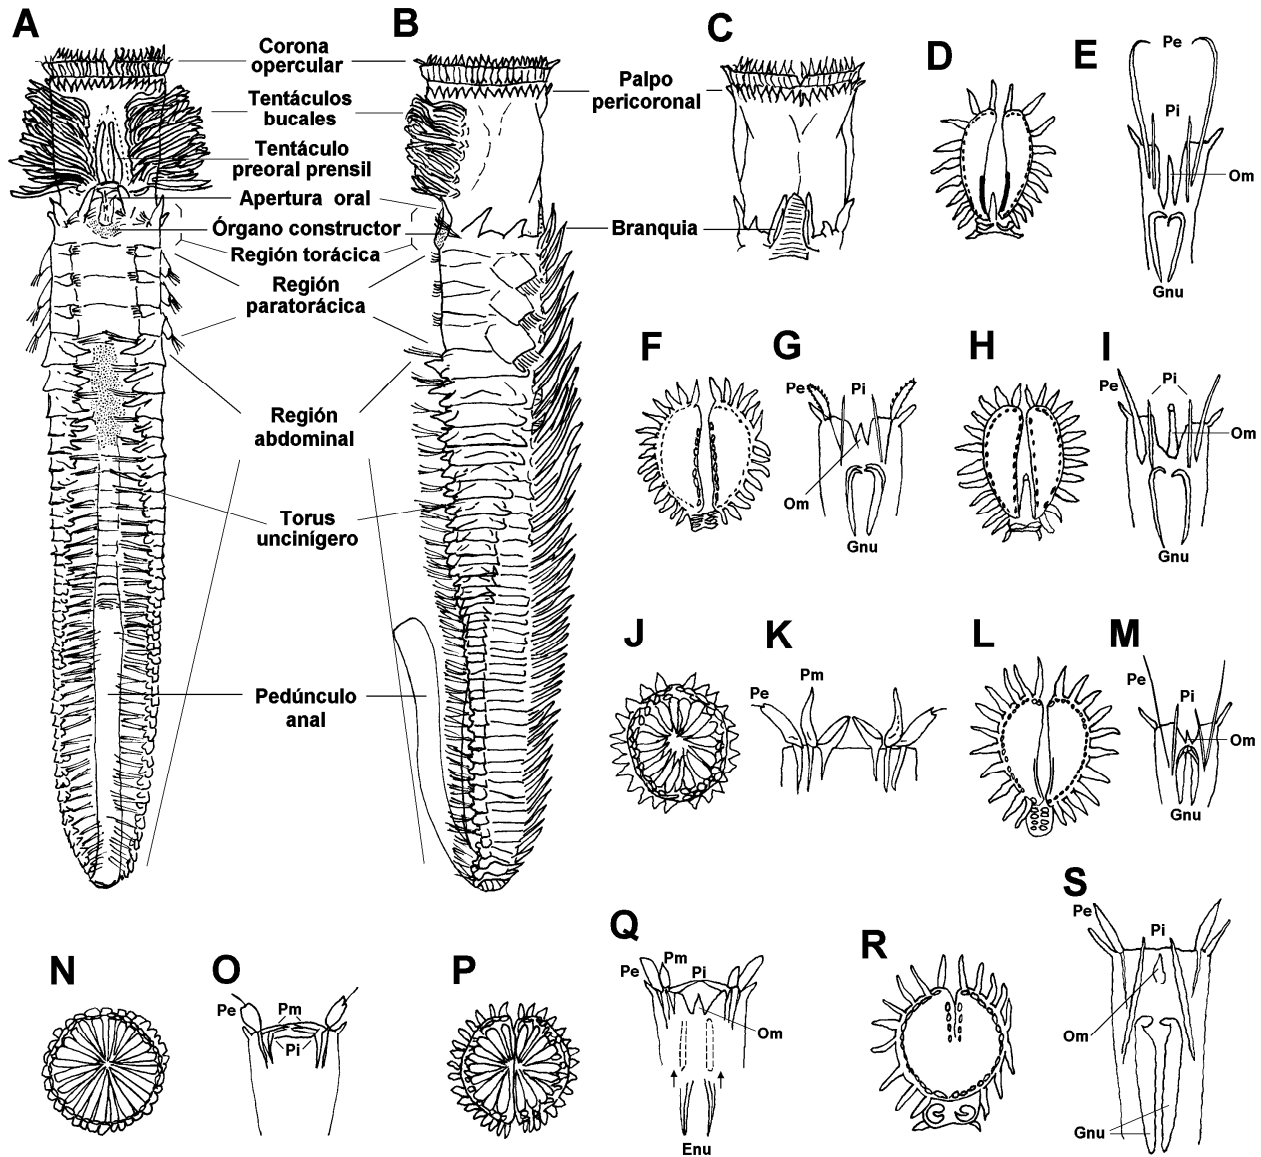 A
B
C
D
E
Corona
opercular
Tentáculos
bucales
Tentáculo
preoral prensil
Apertura oral
Órgano constructor
Región torácica
Región
paratorácica
Región
abdominal
Torus
uncinígero
Pedúnculo
anal
Palpo
pericoronal
Branquia
Pe
Pi
Om
Gnu
F
G
H
I
Pe
Pi
Om
Gnu
Pe
Pi
Om
Gnu
J
K
L
M
Pe
Pm
Pe
Pi
Om
Gnu
N
O
P
Q
R
S
Pe
Pm
Pi
Pe
Pm
Pi
Om
Enu
Pe
Pi
Om
Gnu